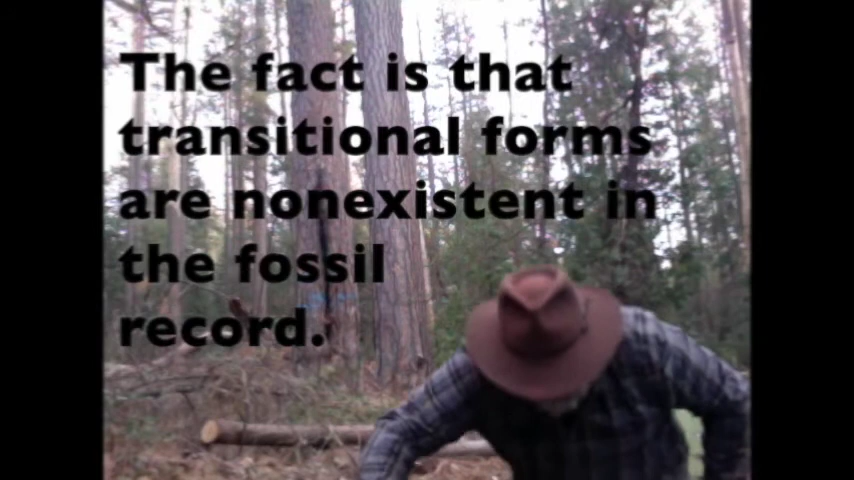 The fact is that
transitional forms
are nonexistent in
the fossil
record.